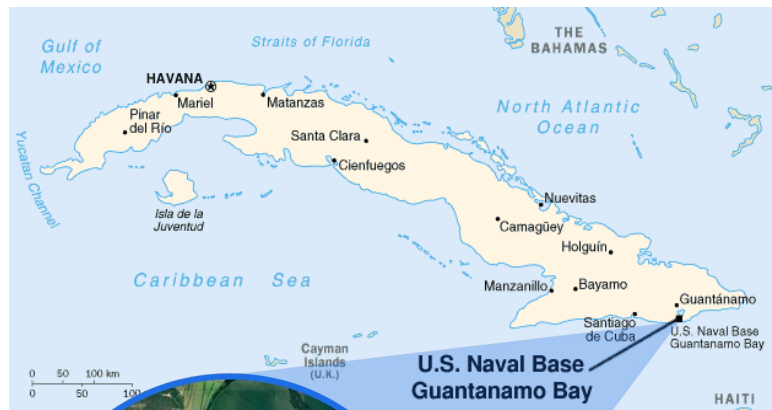 Gulf of
Mexico
Straits of Florida
THE
BAHAMAS
HAVANA
Mariel
Matanzas
North Atlantic
Ocean
Pinar
del Río
Santa Clara
Cienfuegos
Yucatan Channel
Isla de la
Juventud
Nuevitas
Camagüey
Holguín
Caribbean Sea
Manzanillo
Bayamo
Guantánamo
Santiago
de Cuba
U.S. Naval Base
Guantanamo Bay
Cayman
Islands
(U.K.)
U.S. Naval Base
Guantanamo Bay
0 50 100 km
0 50 100 mi
HAITI